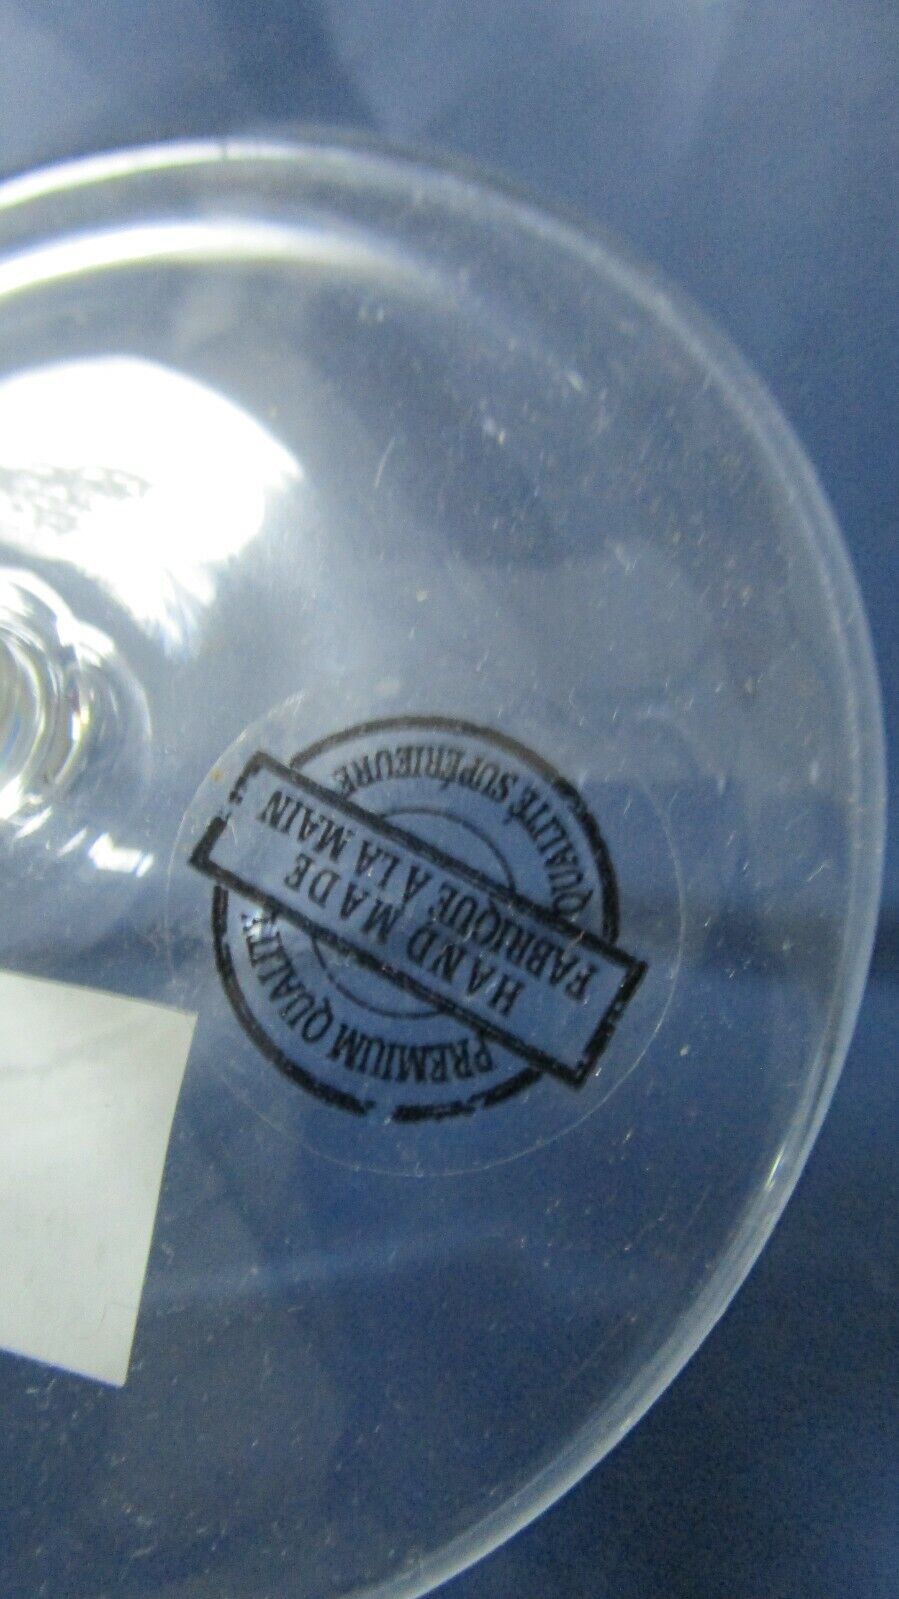 PREMIUM QUALITY
HAND MADE
FABRIQUÉ À LA MAIN
QUALITÉ SUPÉRIEURE